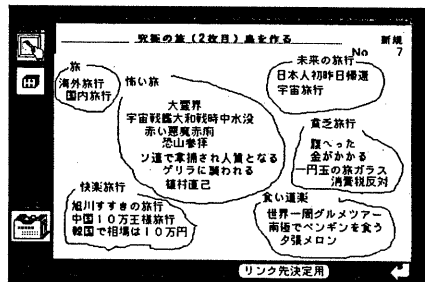 究極の旅(2枚目)島を作る
新規
No 7
旅
海外旅行
国内旅行
怖い旅
大霊界
宇宙戦艦大和戦時中水没
赤い悪魔赤痢
恐山参拝
ソ連で拿捕され人質となる
ゲリラに襲われる
植村直己
未来の旅行
日本人初昨日帰還
宇宙旅行
貧乏旅行
腹へった
金がかかる
一円玉の旅ガラス
消費税反対
快楽旅行
旭川すすきの旅行
中国10万王様旅行
韓国で相場は10万円
食い道楽
世界一周グルメツアー
南極でペンギンを食う
夕張メロン
リンク先決定用